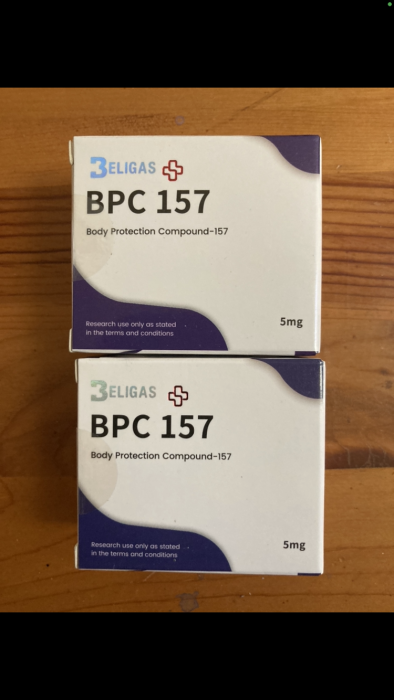 BELIGAS
BPC 157
Body Protection Compound-157
Research use only as stated
in the terms and conditions
5mg
BELIGAS
BPC 157
Body Protection Compound-157
Research use only as stated
in the terms and conditions
5mg